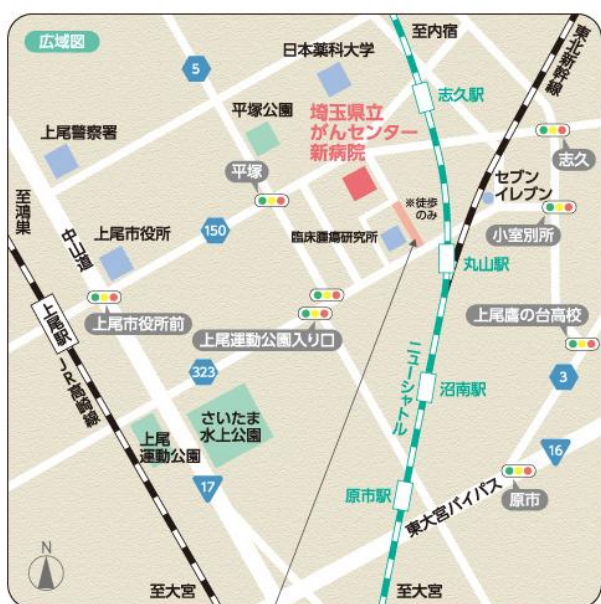 広域図
至内宿
東北新幹線
日本薬科大学
5
志久駅
平塚公園
埼玉県立
がんセンター
新病院
上尾警察署
志久
平塚
セブン
イレブン
※徒歩
のみ
至鴻巣
中山道
上尾市役所
150
臨床腫瘍研究所
小室別所
丸山駅
上尾駅
上尾市役所前
上尾運動公園入り口
上尾鷹の台高校
JR高崎線
323
ニューシャトル
沼南駅
3
さいたま
水上公園
上尾
運動公園
16
17
原市駅
原市
東大宮バイパス
N
至大宮
至大宮